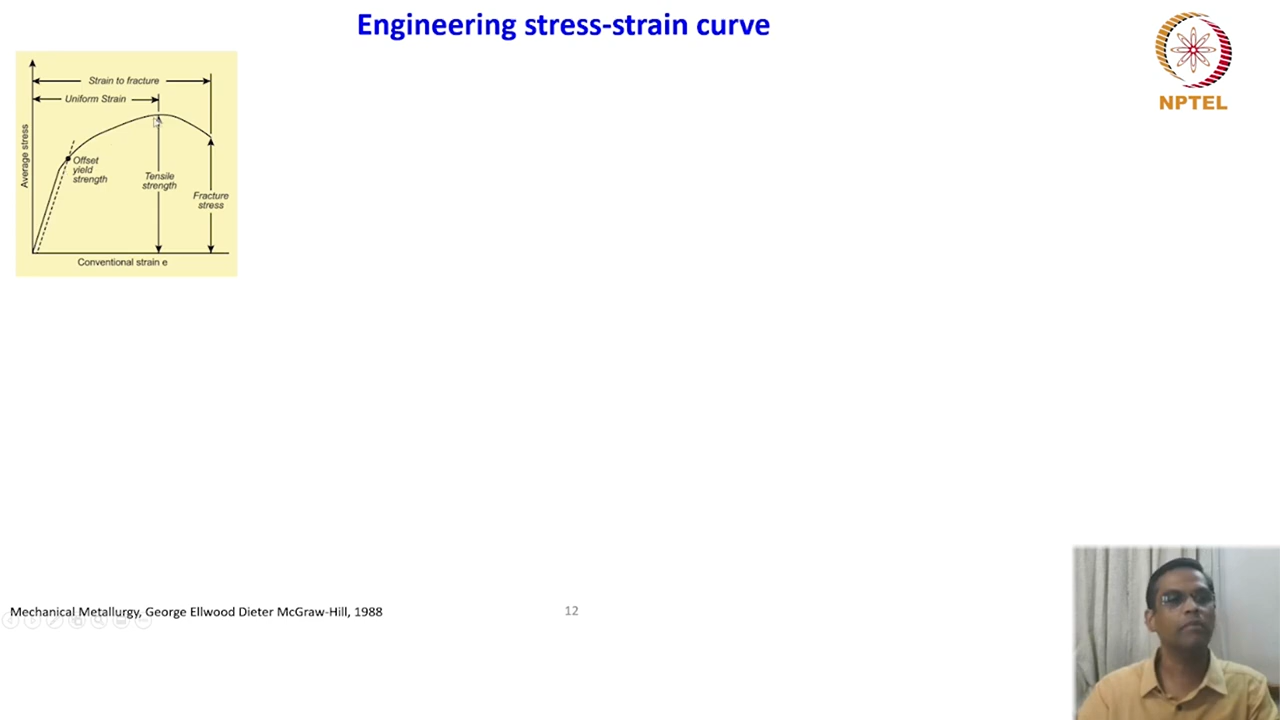 Engineering stress-strain curve
NPTEL
Strain to fracture
Uniform Strain
Average stress
Offset
yield
strength
Tensile
strength
Fracture
stress
Conventional strain e
Mechanical Metallurgy, George Ellwood Dieter McGraw-Hill, 1988
12